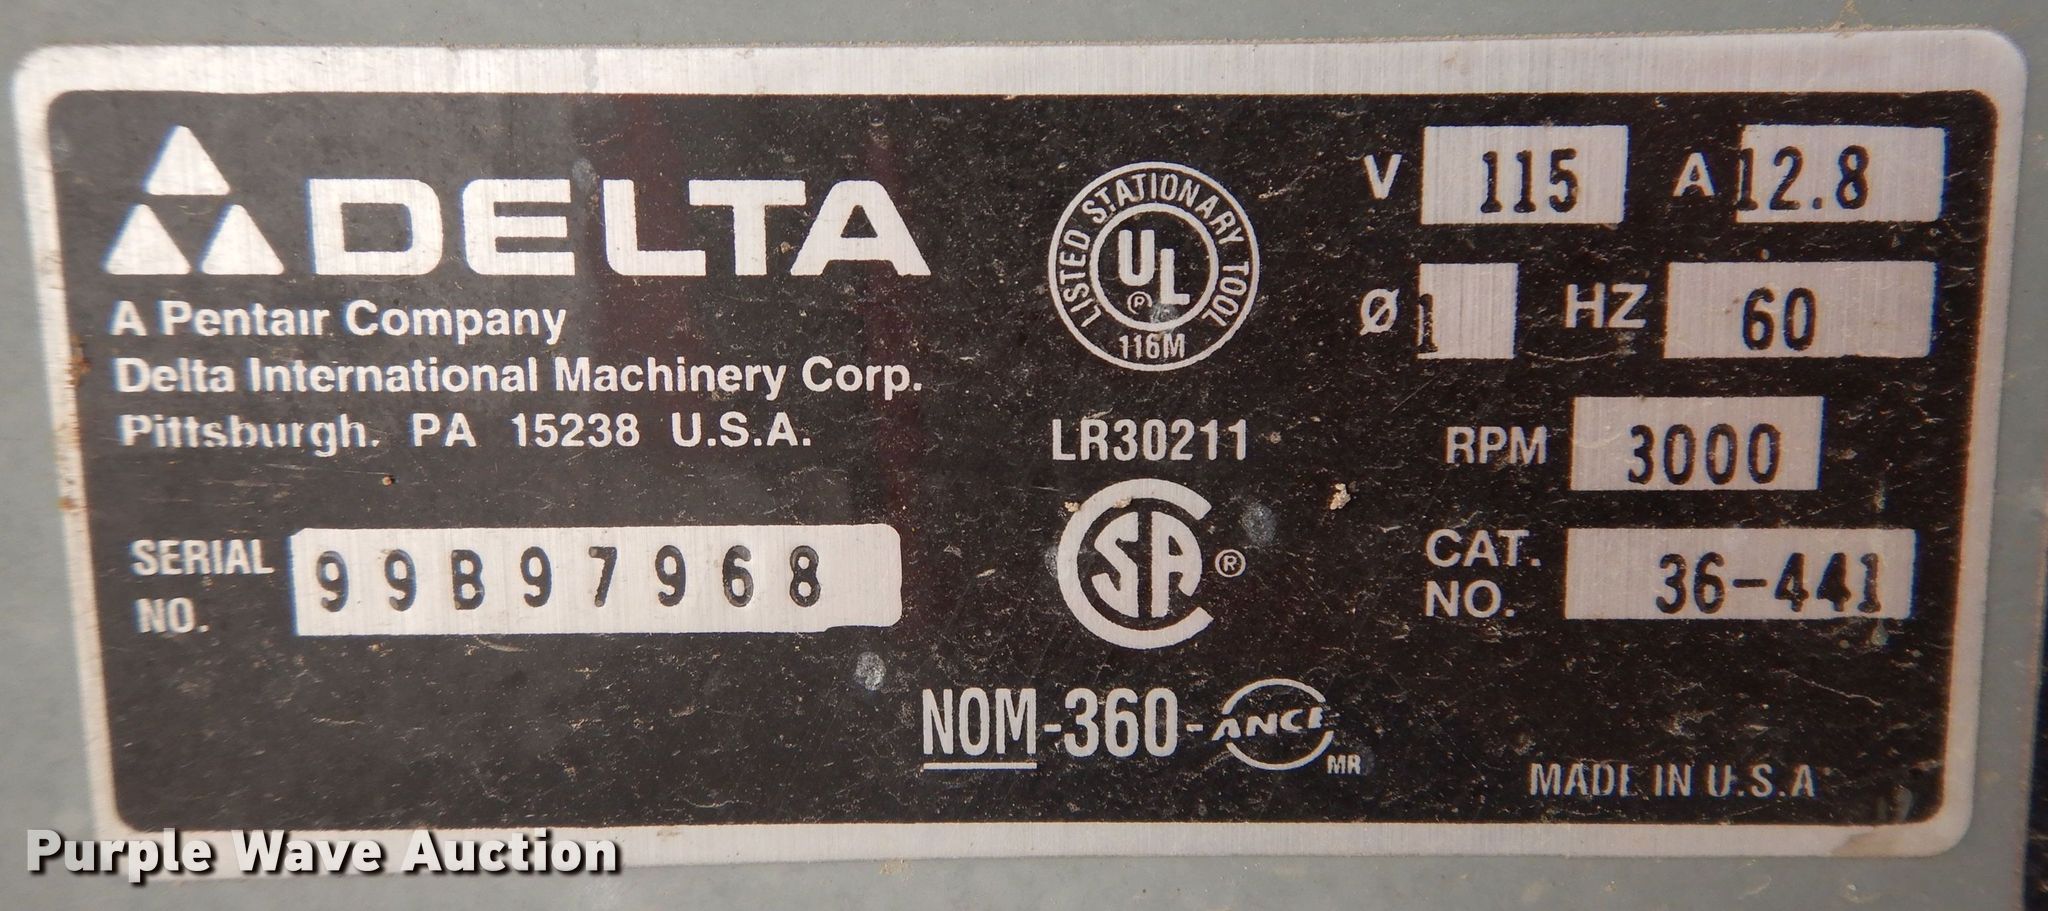 DELTA
A Pentair Company
Delta International Machinery Corp.
Pittsburgh, PA 15238 U.S.A.
SERIAL NO. 99B97968
LISTED STATIONARY TOOL
UL ®
116M
LR30211
CSA ®
NOM-360-ANCE MR
V 115 A 12.8
Ø 1 HZ 60
RPM 3000
CAT. NO. 36-441
MADE IN U.S.A
Purple Wave Auction